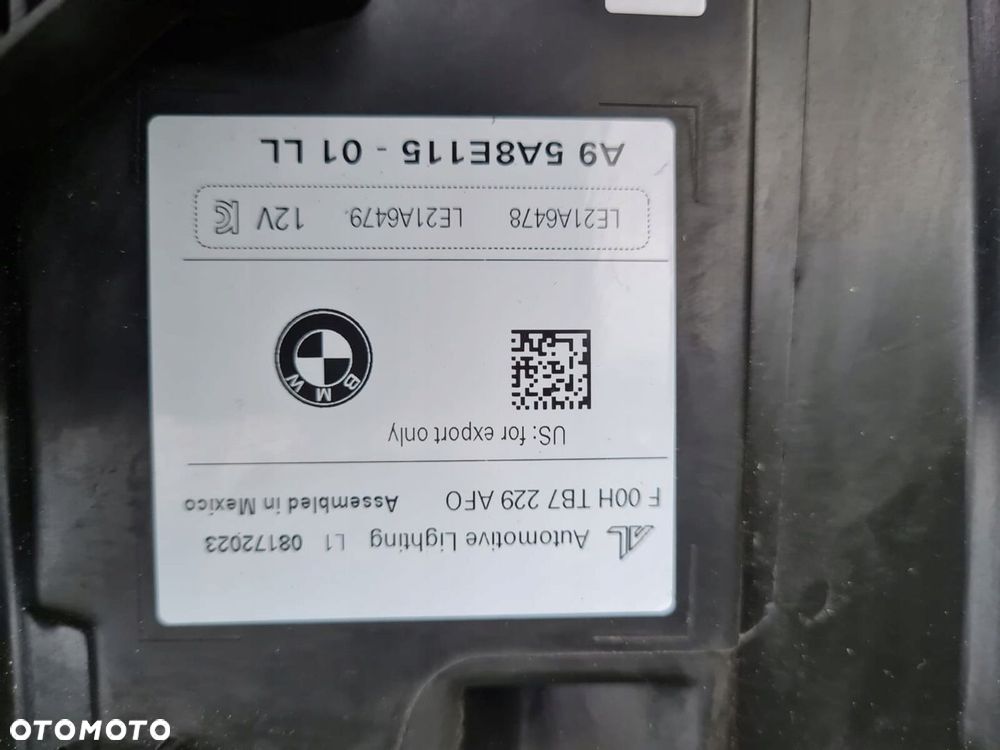 Automotive Lighting L1 08172023
F 00H TB7 229 AFO Assembled in Mexico
US: for export only
BMW
LE21A6478 LE21A6479. 12V
A9 5A8E115 - 01 LL
OTOMOTO